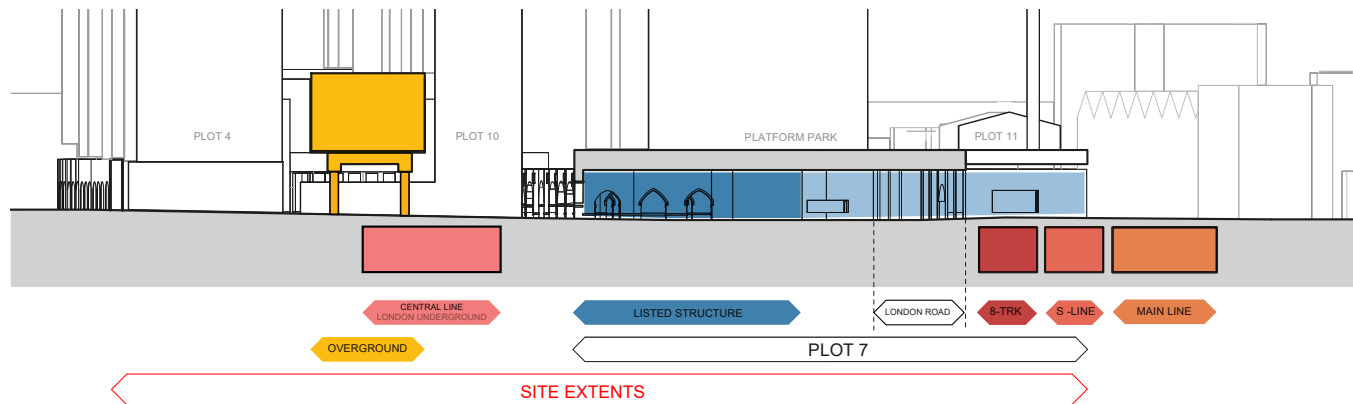 PLOT 4
PLOT 10
PLATFORM PARK
PLOT 11
CENTRAL LINE
LONDON UNDERGROUND
LISTED STRUCTURE
LONDON ROAD
8-TRK
S -LINE
MAIN LINE
OVERGROUND
PLOT 7
SITE EXTENTS